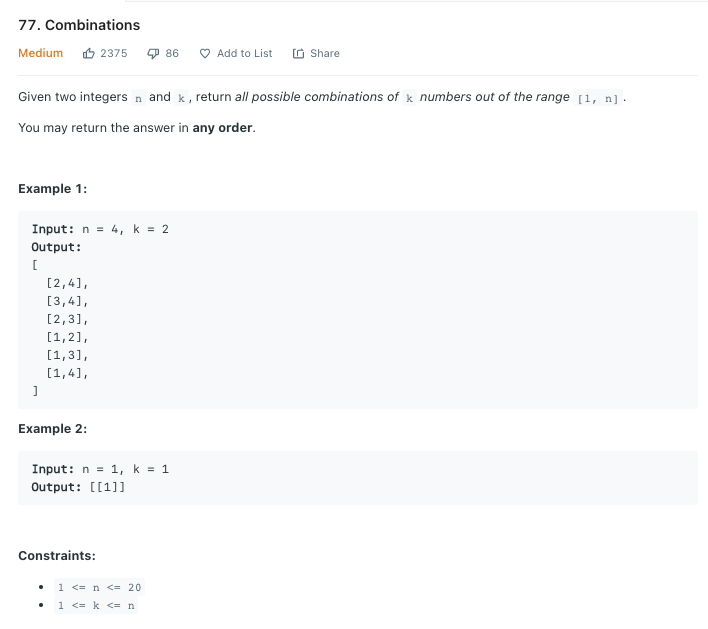 77. Combinations
Medium 2375 86 Add to List Share
Given two integers n and k, return all possible combinations of k numbers out of the range [1, n].
You may return the answer in any order.
Example 1:
Input: n = 4, k = 2
Output:
[
  [2,4],
  [3,4],
  [2,3],
  [1,2],
  [1,3],
  [1,4],
]
Example 2:
Input: n = 1, k = 1
Output: [[1]]
Constraints:
• 1 <= n <= 20
• 1 <= k <= n